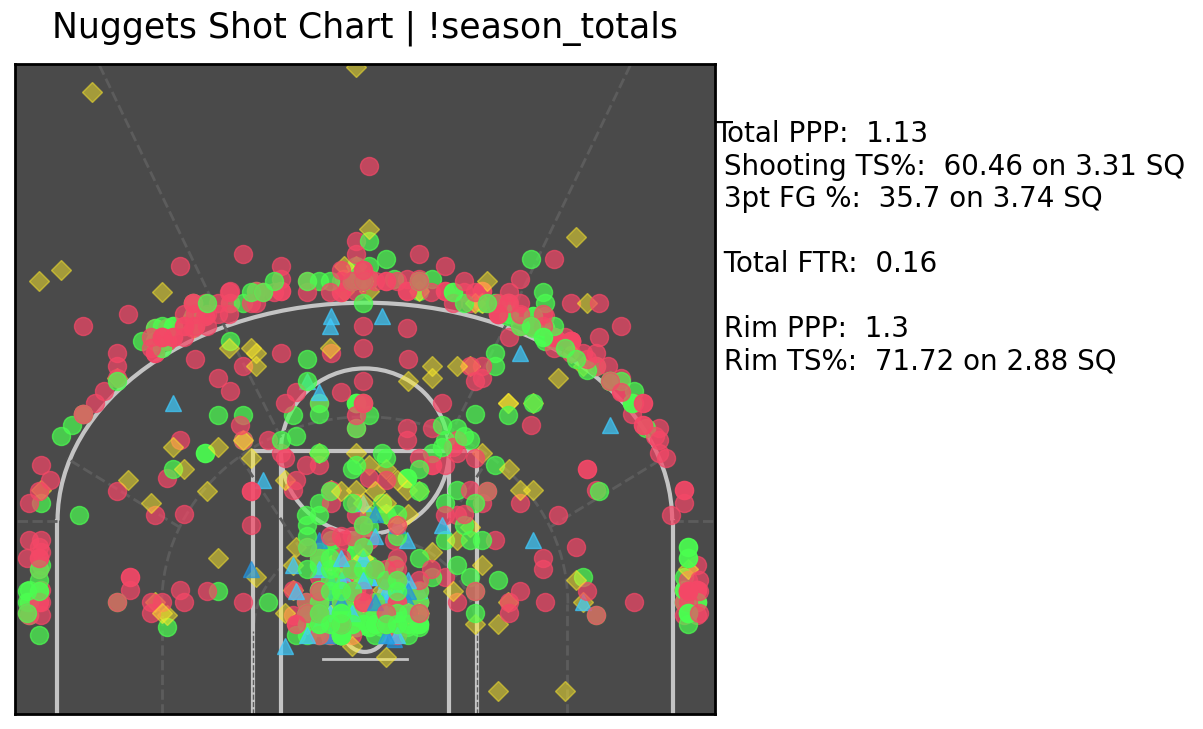 Nuggets Shot Chart | !season_totals
Total PPP: 1.13
Shooting TS%: 60.46 on 3.31 SQ
3pt FG %: 35.7 on 3.74 SQ
Total FTR: 0.16
Rim PPP: 1.3
Rim TS%: 71.72 on 2.88 SQ